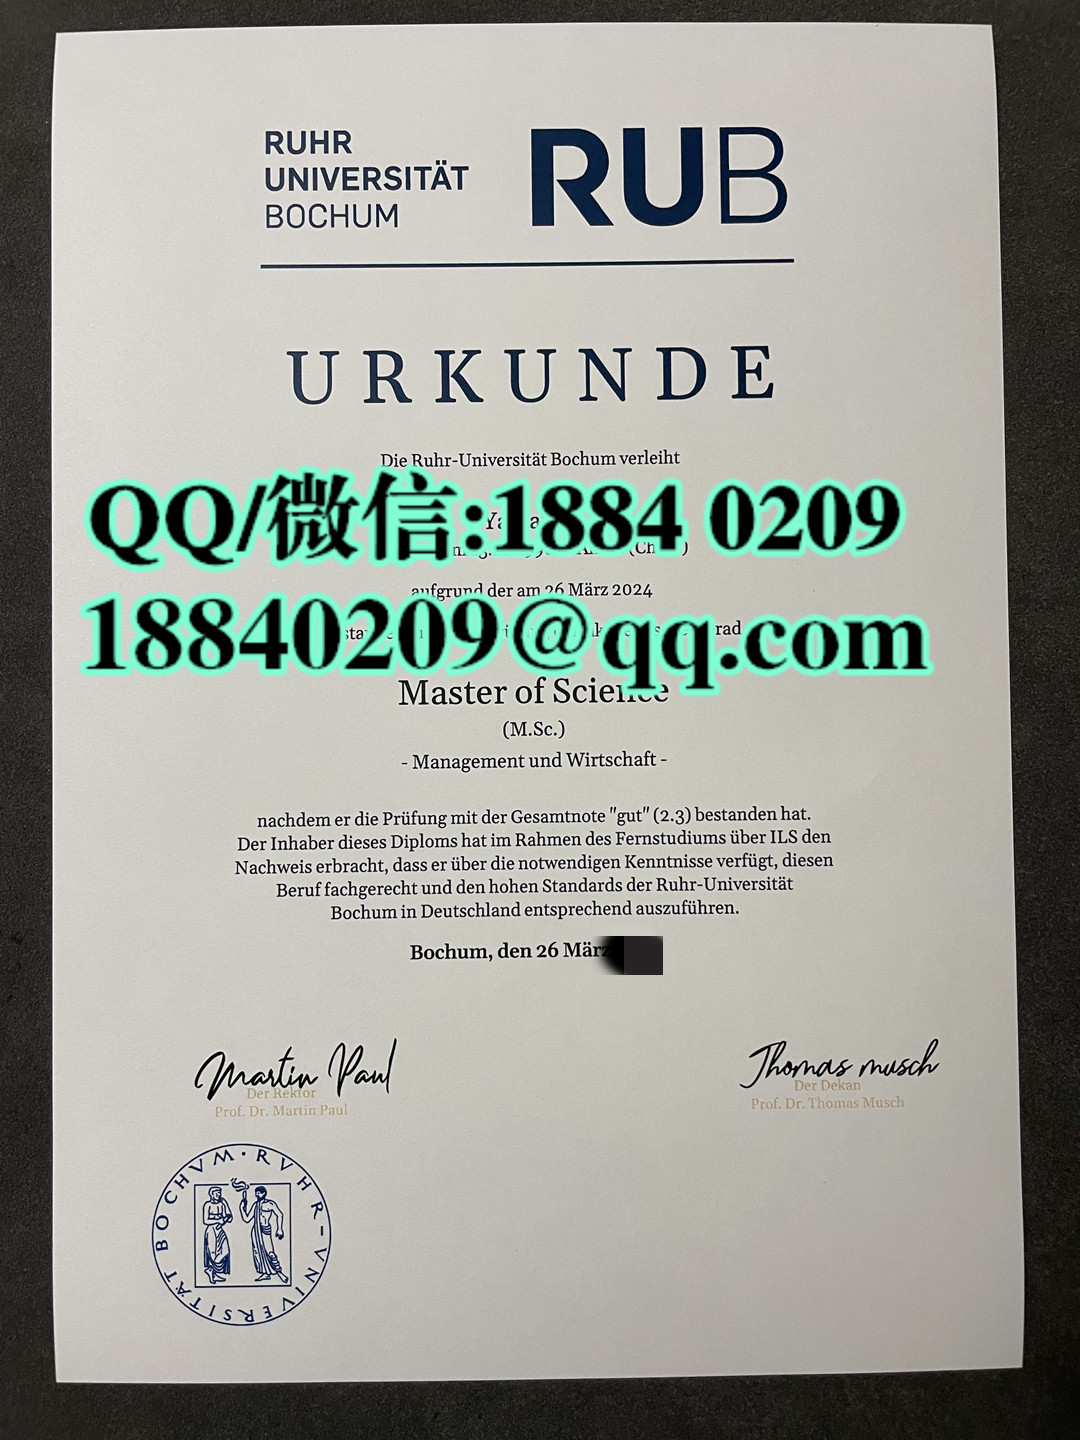 RUHR
UNIVERSITÄT
BOCHUM
RUB
URKUNDE
Die Ruhr-Universität Bochum verleiht
QQ/微信:1884 0209
aufgrund der am 26 März 2024
18840209@qq.com
Master of Science
(M.Sc.)
- Management und Wirtschaft -
nachdem er die Prüfung mit der Gesamtnote "gut" (2.3) bestanden hat.
Der Inhaber dieses Diploms hat im Rahmen des Fernstudiums über ILS den
Nachweis erbracht, dass er über die notwendigen Kenntnisse verfügt, diesen
Beruf fachgerecht und den hohen Standards der Ruhr-Universität
Bochum in Deutschland entsprechend auszuführen.
Bochum, den 26 März
Martin Paul
Thomas musch
Der Rektor
Der Dekan
Prof. Dr. Martin Paul
Prof. Dr. Thomas Musch
RVHR-VNIVERSITÄT BOCHVM